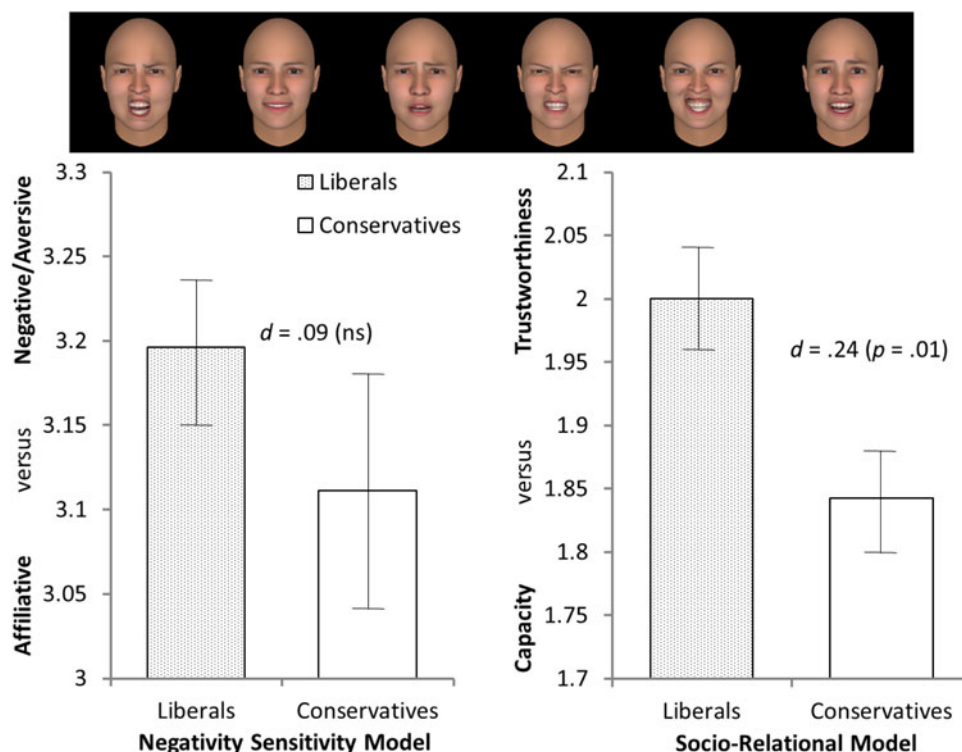 3.3
3.25
3.2
3.15
3.1
3.05
3
Negative/Aversive
versus
Affiliative
Liberals
Conservatives
d = .09 (ns)
Liberals
Conservatives
Negativity Sensitivity Model
2.1
2.05
2
1.95
1.9
1.85
1.8
1.75
1.7
Trustworthiness
versus
Capacity
d = .24 (p = .01)
Liberals
Conservatives
Socio-Relational Model